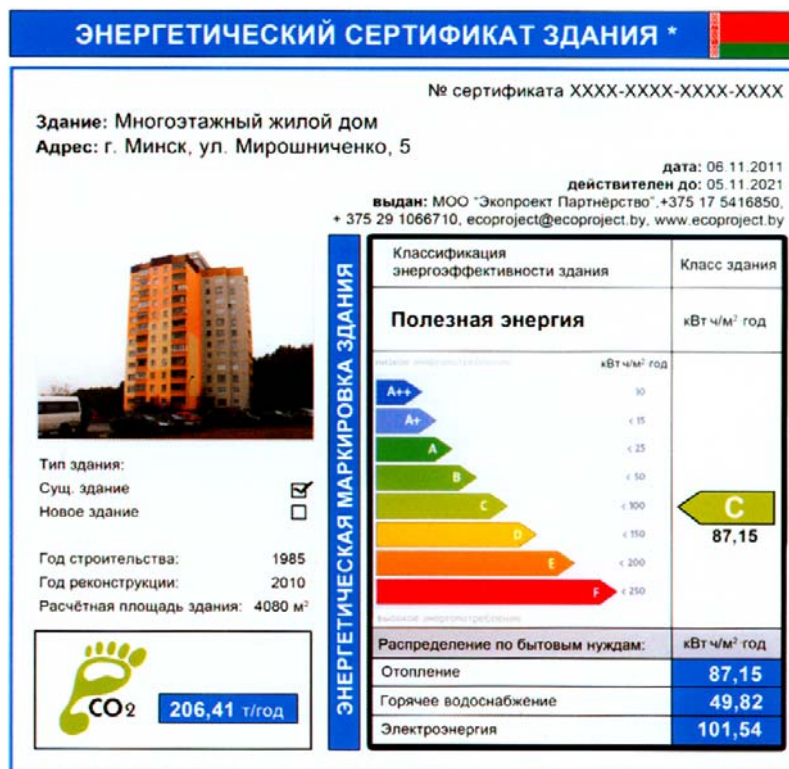 ЭНЕРГЕТИЧЕСКИЙ СЕРТИФИКАТ ЗДАНИЯ *
№ сертификата XXXX-XXXX-XXXX-XXXX
Здание: Многоэтажный жилой дом
Адрес: г. Минск, ул. Мирошниченко, 5
дата: 06.11.2011
действителен до: 05.11.2021
выдан: МОО "Экопроект Партнёрство",+375 17 5416850,
+ 375 29 1066710, ecoproject@ecoproject.by, www.ecoproject.by
Тип здания:
Сущ. здание
Новое здание
Год строительства: 1985
Год реконструкции: 2010
Расчётная площадь здания: 4080 м²
CO2
206,41 т/год
ЭНЕРГЕТИЧЕСКАЯ МАРКИРОВКА ЗДАНИЯ
Классификация
энергоэффективности здания
Класс здания
Полезная энергия
кВт ч/м² год
низкое энергопотребление
кВт ч/м² год
A++ 10
A+ < 15
A < 25
B < 50
C < 100
D < 150
E < 200
F < 250
C
87,15
высокое энергопотребление
Распределение по бытовым нуждам: кВт ч/м² год
Отопление 87,15
Горячее водоснабжение 49,82
Электроэнергия 101,54